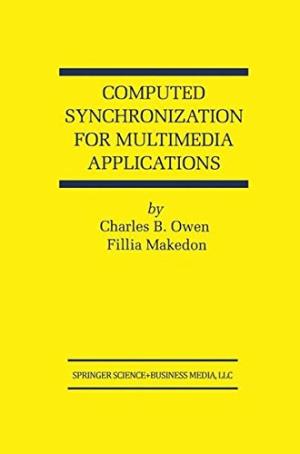 COMPUTED
SYNCHRONIZATION
FOR MULTIMEDIA
APPLICATIONS
by
Charles B. Owen
Fillia Makedon
SPRINGER SCIENCE+BUSINESS MEDIA, LLC